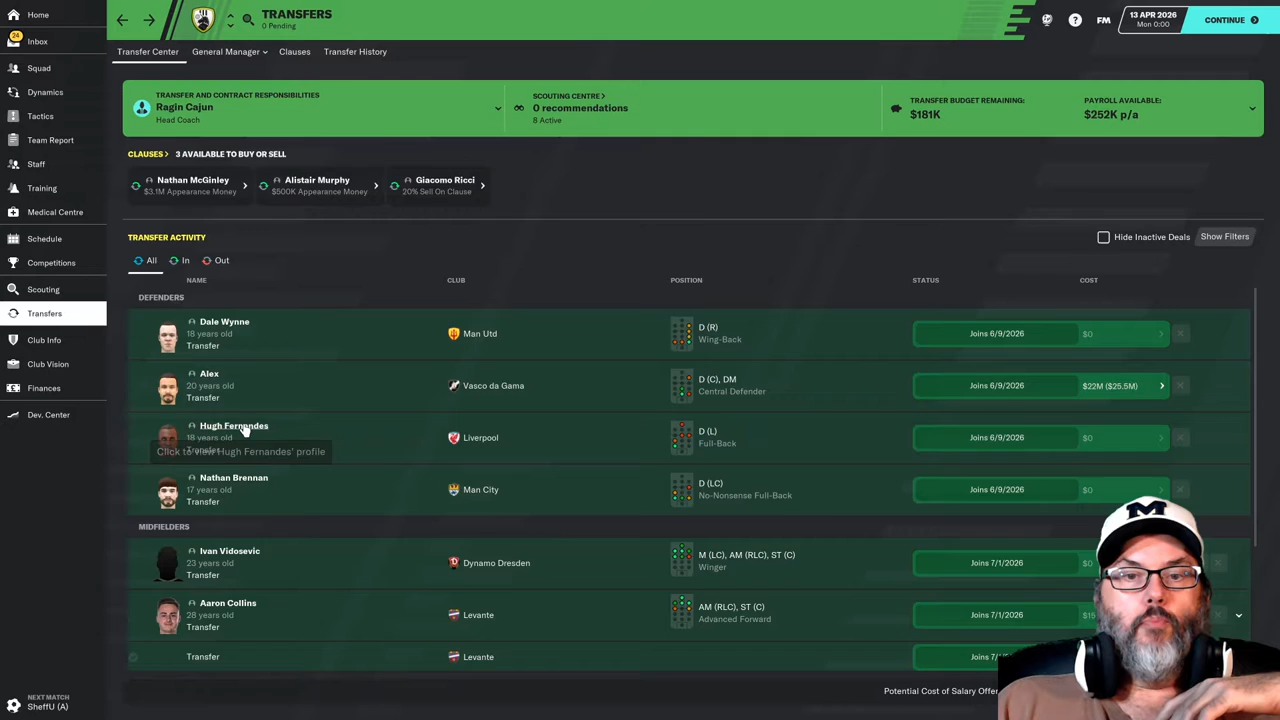 Home
24
Inbox
Squad
Dynamics
Tactics
Team Report
Staff
Training
Medical Centre
Schedule
Competitions
Scouting
Transfers
Club Info
Club Vision
Finances
Dev. Center
NEXT MATCH
SheffU (A)
TRANSFERS
0 Pending
?
FM
13 APR 2026
Mon 0:00
CONTINUE
Transfer Center
General Manager
Clauses
Transfer History
TRANSFER AND CONTRACT RESPONSIBILITIES
Ragin Cajun
Head Coach
SCOUTING CENTRE >
0 recommendations
8 Active
TRANSFER BUDGET REMAINING:
$181K
PAYROLL AVAILABLE:
$252K p/a
CLAUSES > 3 AVAILABLE TO BUY OR SELL
Nathan McGinley
$3.1M Appearance Money
Alistair Murphy
$500K Appearance Money
Giacomo Ricci
20% Sell On Clause
TRANSFER ACTIVITY
Hide Inactive Deals
Show Filters
All
In
Out
NAME
CLUB
POSITION
STATUS
COST
DEFENDERS
Dale Wynne
18 years old
Transfer
Man Utd
D (R)
Wing-Back
Joins 6/9/2026
$0
Alex
20 years old
Transfer
Vasco da Gama
D (C), DM
Central Defender
Joins 6/9/2026
$22M ($25.5M)
Hugh Fernandes
18 years old
Click to view Hugh Fernandes' profile
Liverpool
D (L)
Full-Back
Joins 6/9/2026
$0
Nathan Brennan
17 years old
Transfer
Man City
D (LC)
No-Nonsense Full-Back
Joins 6/9/2026
$0
MIDFIELDERS
Ivan Vidosevic
23 years old
Transfer
Dynamo Dresden
M (LC), AM (RLC), ST (C)
Winger
Joins 7/1/2026
$0
Aaron Collins
28 years old
Transfer
Levante
AM (RLC), ST (C)
Advanced Forward
Joins 7/1/2026
Transfer
Levante
Joins
Potential Cost of Salary
M